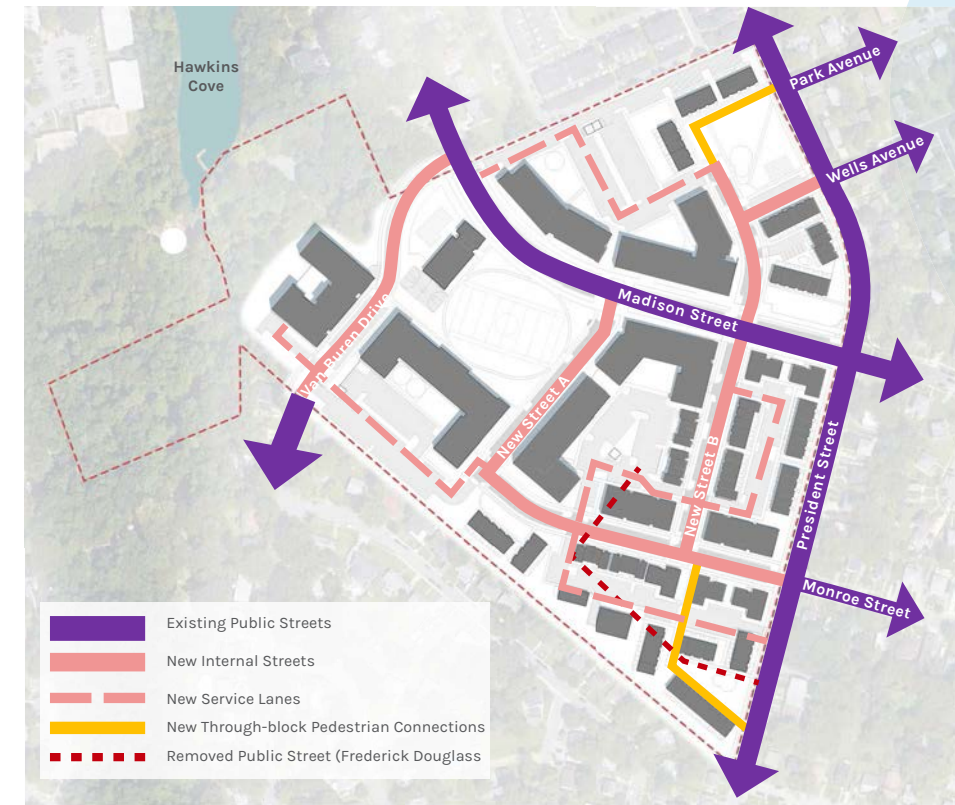 Hawkins
Cove
Park Avenue
Wells Avenue
Madison Street
Van Buren Drive
New Street A
New Street B
President Street
Monroe Street
Existing Public Streets
New Internal Streets
New Service Lanes
New Through-block Pedestrian Connections
Removed Public Street (Frederick Douglass